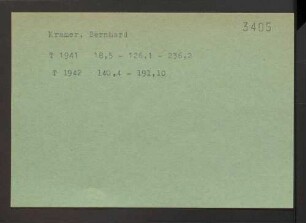 3405
Kramer, Bernhard
T 1941 18,5 - 126,1 - 236,2
T 1942 140,4 - 192,10